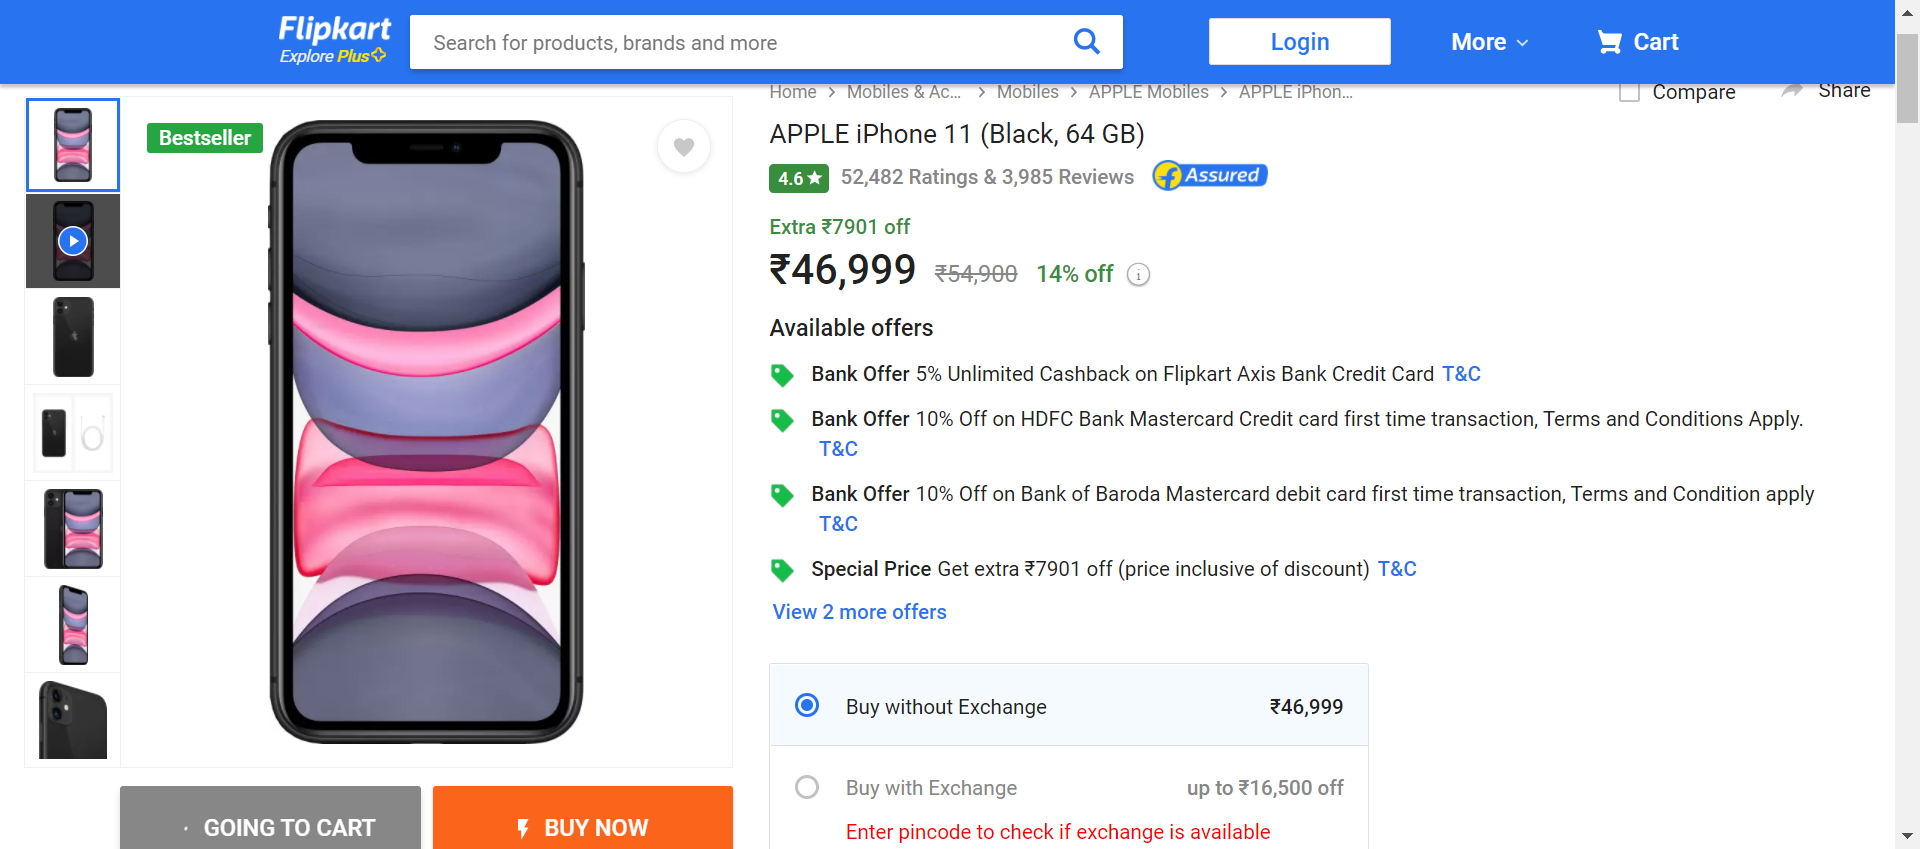 Flipkart
Explore Plus
Search for products, brands and more
Login
More
Cart
Home > Mobiles & Ac... > Mobiles > APPLE Mobiles > APPLE iPhon...
Compare
Share
Bestseller
APPLE iPhone 11 (Black, 64 GB)
4.6★ 52,482 Ratings & 3,985 Reviews
Assured
Extra ₹7901 off
₹46,999 ₹54,900 14% off i
Available offers
Bank Offer 5% Unlimited Cashback on Flipkart Axis Bank Credit Card T&C
Bank Offer 10% Off on HDFC Bank Mastercard Credit card first time transaction, Terms and Conditions Apply.
T&C
Bank Offer 10% Off on Bank of Baroda Mastercard debit card first time transaction, Terms and Condition apply
T&C
Special Price Get extra ₹7901 off (price inclusive of discount) T&C
View 2 more offers
Buy without Exchange ₹46,999
Buy with Exchange up to ₹16,500 off
Enter pincode to check if exchange is available
GOING TO CART
BUY NOW